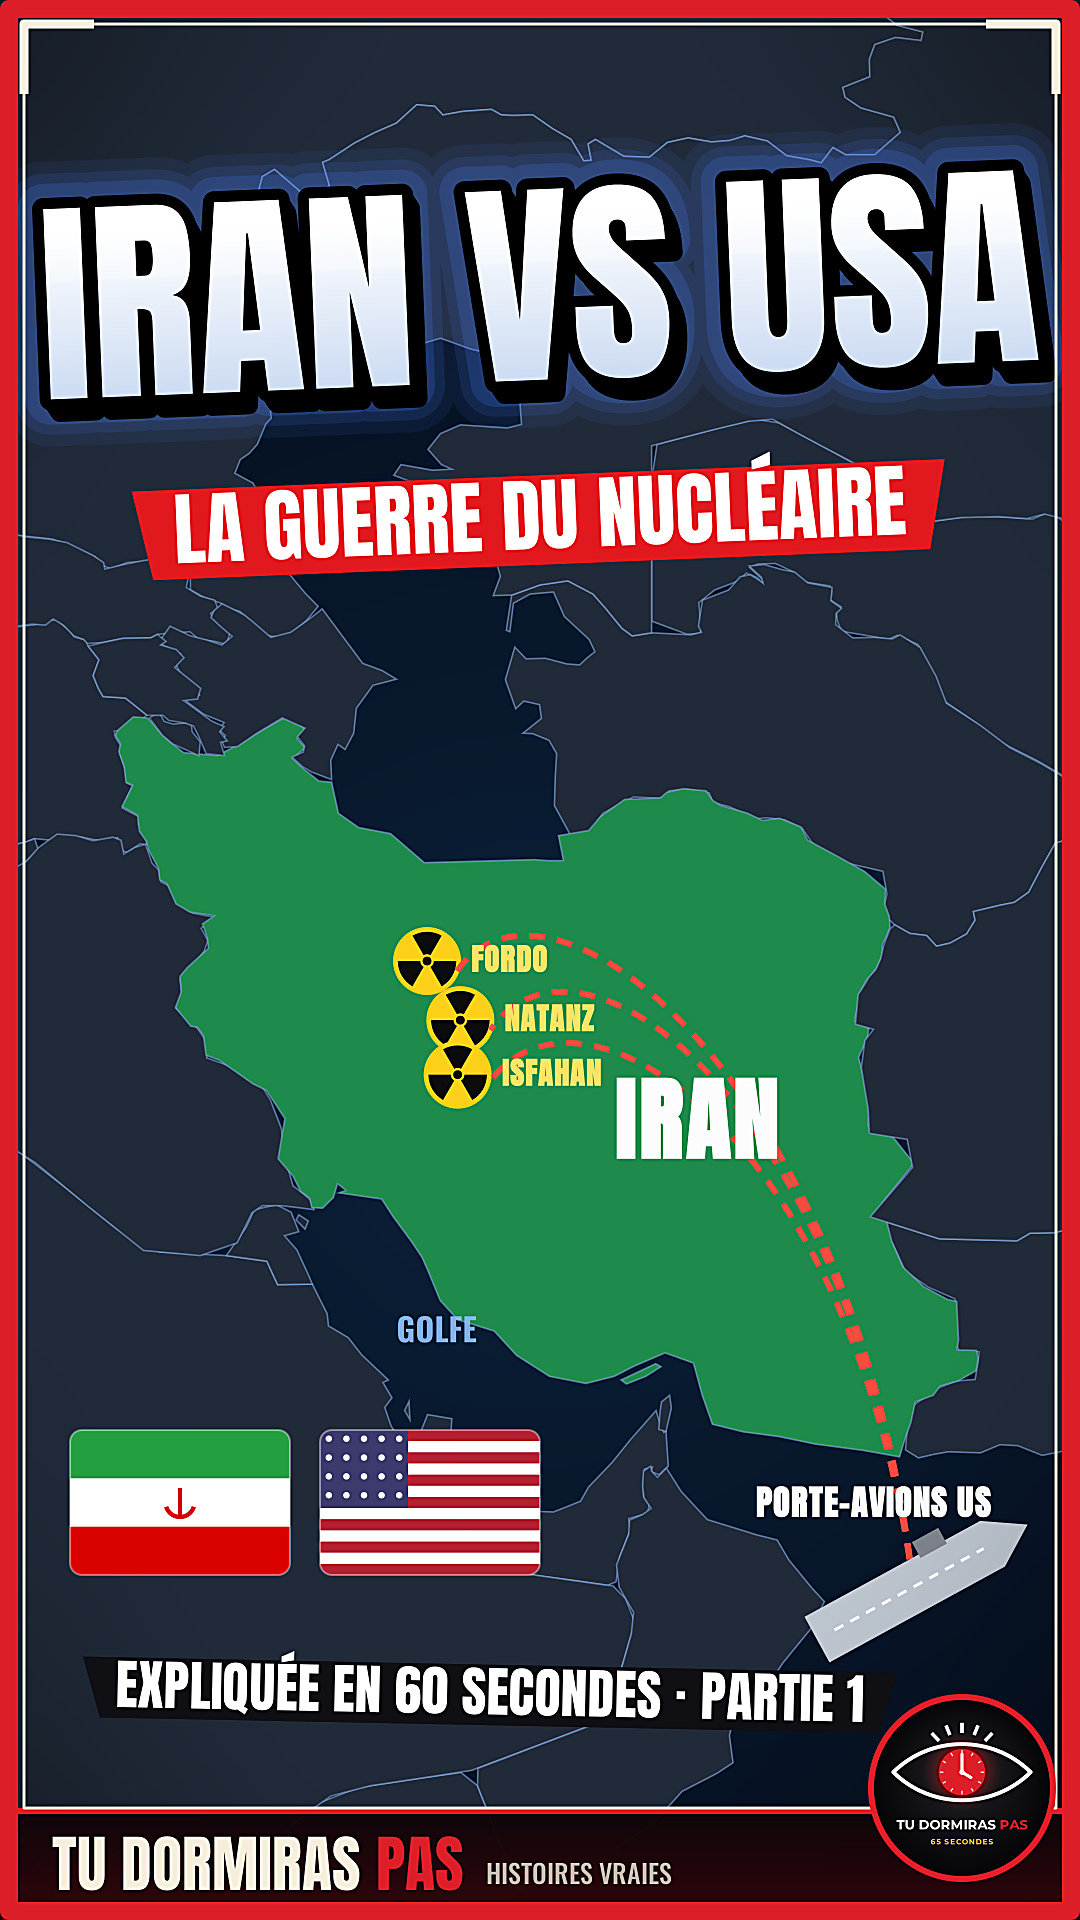 IRAN VS USA
LA GUERRE DU NUCLÉAIRE
FORDO
NATANZ
ISFAHAN
IRAN
GOLFE
PORTE-AVIONS US
EXPLIQUÉE EN 60 SECONDES · PARTIE 1
TU DORMIRAS PAS
65 SECONDES
TU DORMIRAS PAS HISTOIRES VRAIES